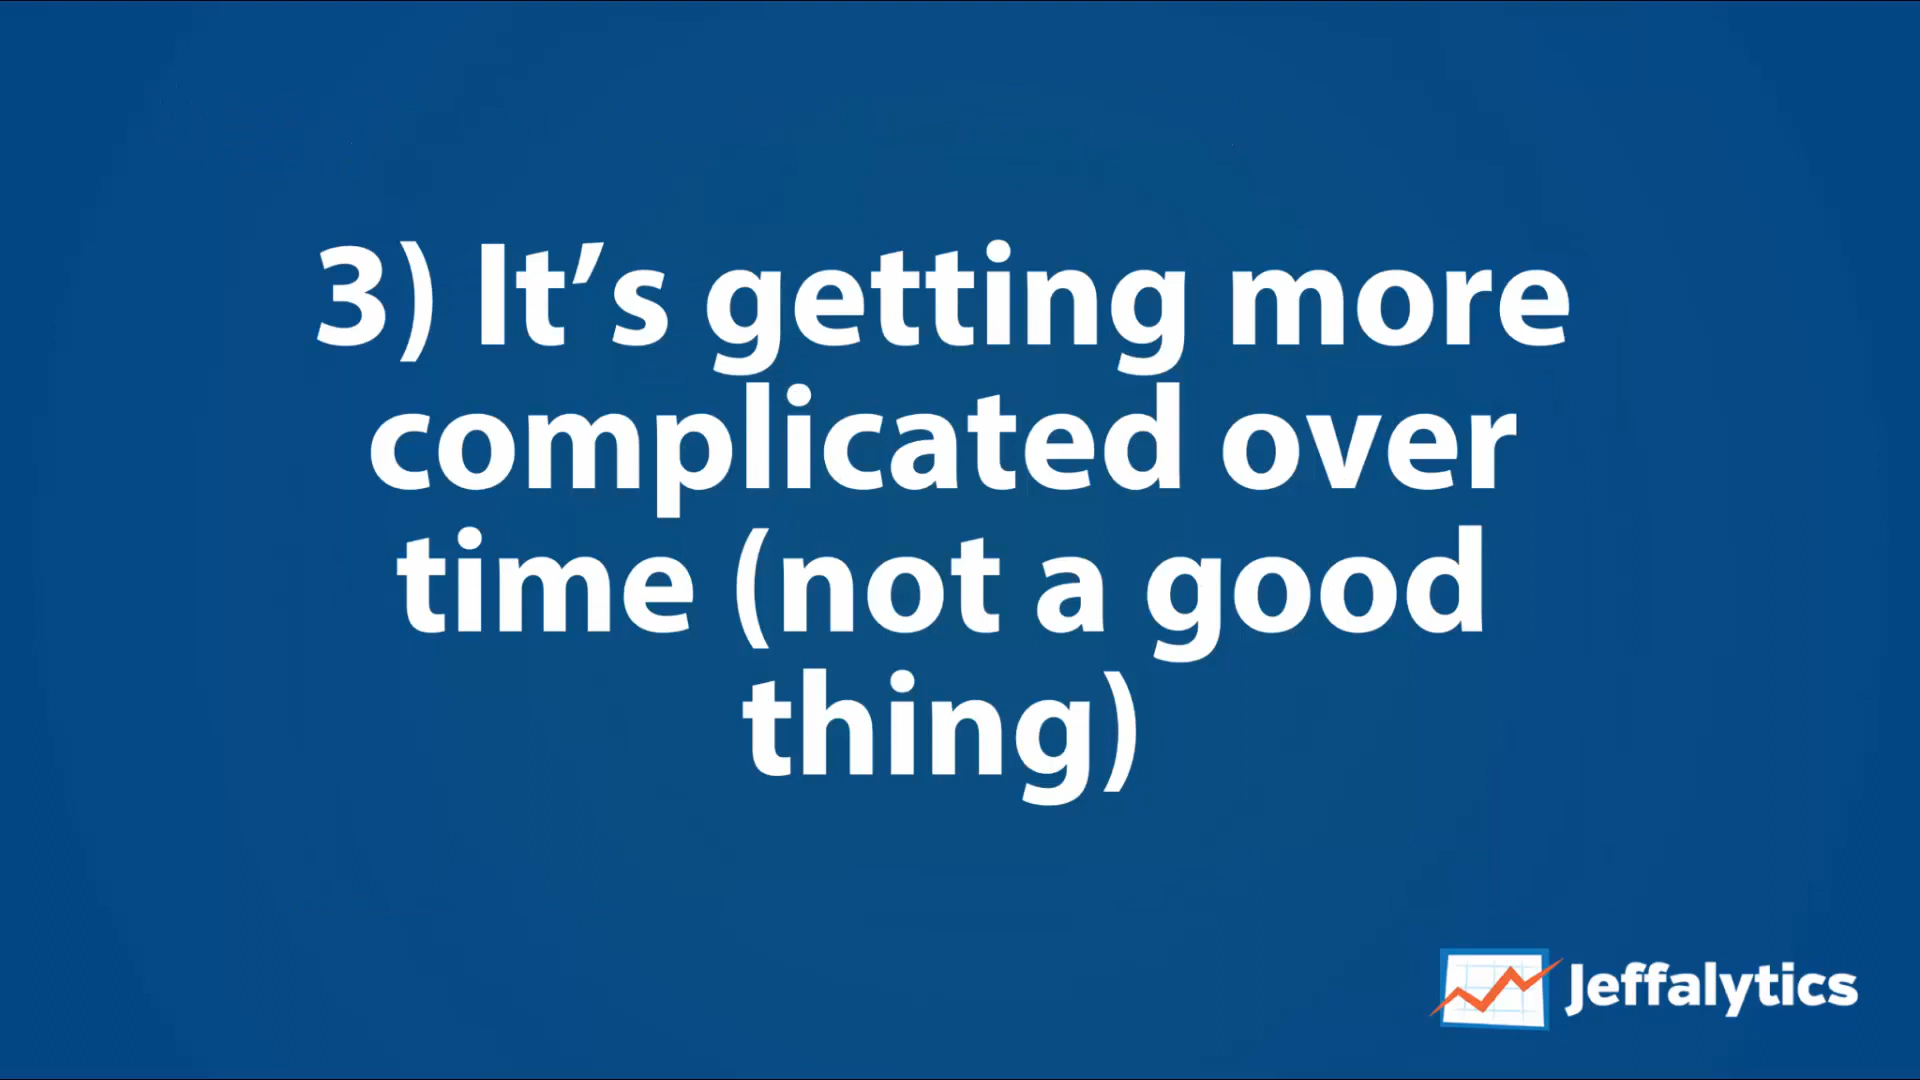 3) It’s getting more
complicated over
time (not a good
thing)
Jeffalytics